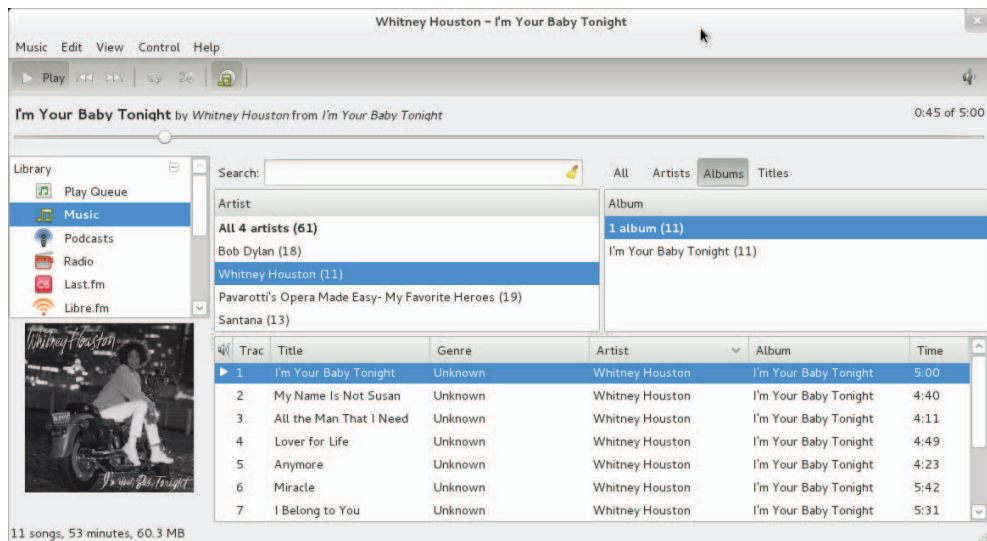 Whitney Houston – I'm Your Baby Tonight
Music Edit View Control Help
Play
I'm Your Baby Tonight by Whitney Houston from I'm Your Baby Tonight 0:45 of 5:00
Library
Play Queue
Music
Podcasts
Radio
Last.fm
Libre.fm
Search: All Artists Albums Titles
Artist Album
All 4 artists (61) 1 album (11)
Bob Dylan (18) I'm Your Baby Tonight (11)
Whitney Houston (11)
Pavarotti's Opera Made Easy- My Favorite Heroes (19)
Santana (13)
Whitney Houston
I'm Your Baby Tonight
Trac Title Genre Artist Album Time
1 I'm Your Baby Tonight Unknown Whitney Houston I'm Your Baby Tonight 5:00
2 My Name Is Not Susan Unknown Whitney Houston I'm Your Baby Tonight 4:40
3 All the Man That I Need Unknown Whitney Houston I'm Your Baby Tonight 4:11
4 Lover for Life Unknown Whitney Houston I'm Your Baby Tonight 4:49
5 Anymore Unknown Whitney Houston I'm Your Baby Tonight 4:23
6 Miracle Unknown Whitney Houston I'm Your Baby Tonight 5:42
7 I Belong to You Unknown Whitney Houston I'm Your Baby Tonight 5:31
11 songs, 53 minutes, 60.3 MB